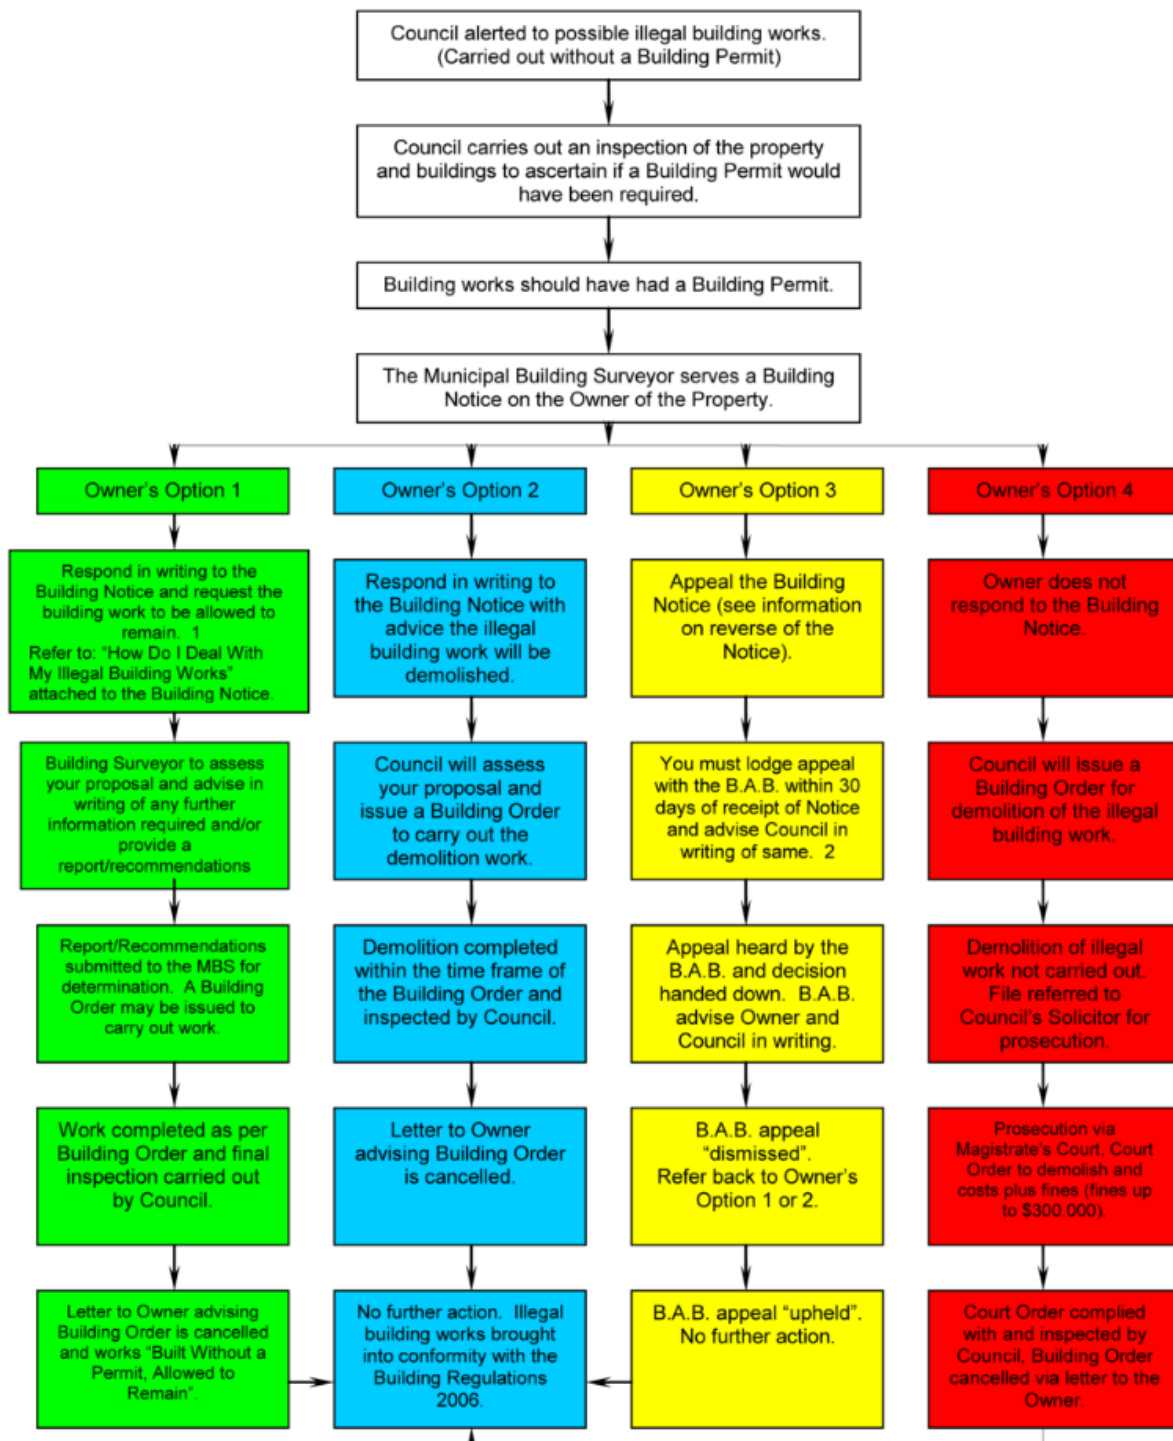 Council alerted to possible illegal building works.
(Carried out without a Building Permit)
Council carries out an inspection of the property
and buildings to ascertain if a Building Permit would
have been required.
Building works should have had a Building Permit.
The Municipal Building Surveyor serves a Building
Notice on the Owner of the Property.
Owner's Option 1
Respond in writing to the
Building Notice and request the
building work to be allowed to
remain. 1
Refer to: “How Do I Deal With
My Illegal Building Works”
attached to the Building Notice.
Building Surveyor to assess
your proposal and advise in
writing of any further
information required and/or
provide a
report/recommendations
Report/Recommendations
submitted to the MBS for
determination. A Building
Order may be issued to
carry out work.
Work completed as per
Building Order and final
inspection carried out
by Council.
Letter to Owner advising
Building Order is cancelled
and works “Built Without a
Permit, Allowed to
Remain”.
Owner's Option 2
Respond in writing to
the Building Notice with
advice the illegal
building work will be
demolished.
Council will assess
your proposal and
issue a Building Order
to carry out the
demolition work.
Demolition completed
within the time frame of
the Building Order and
inspected by Council.
Letter to Owner
advising Building Order
is cancelled.
No further action. Illegal
building works brought
into conformity with the
Building Regulations
2006.
Owner's Option 3
Appeal the Building
Notice (see information
on reverse of the
Notice).
You must lodge appeal
with the B.A.B. within 30
days of receipt of Notice
and advise Council in
writing of same. 2
Appeal heard by the
B.A.B. and decision
handed down. B.A.B.
advise Owner and
Council in writing.
B.A.B. appeal
“dismissed”.
Refer back to Owner's
Option 1 or 2.
B.A.B. appeal “upheld”.
No further action.
Owner's Option 4
Owner does not
respond to the Building
Notice.
Council will issue a
Building Order for
demolition of the illegal
building work.
Demolition of illegal
work not carried out.
File referred to
Council's Solicitor for
prosecution.
Prosecution via
Magistrate's Court, Court
Order to demolish and
costs plus fines (fines up
to $300.000).
Court Order complied
with and inspected by
Council, Building Order
cancelled via letter to the
Owner.